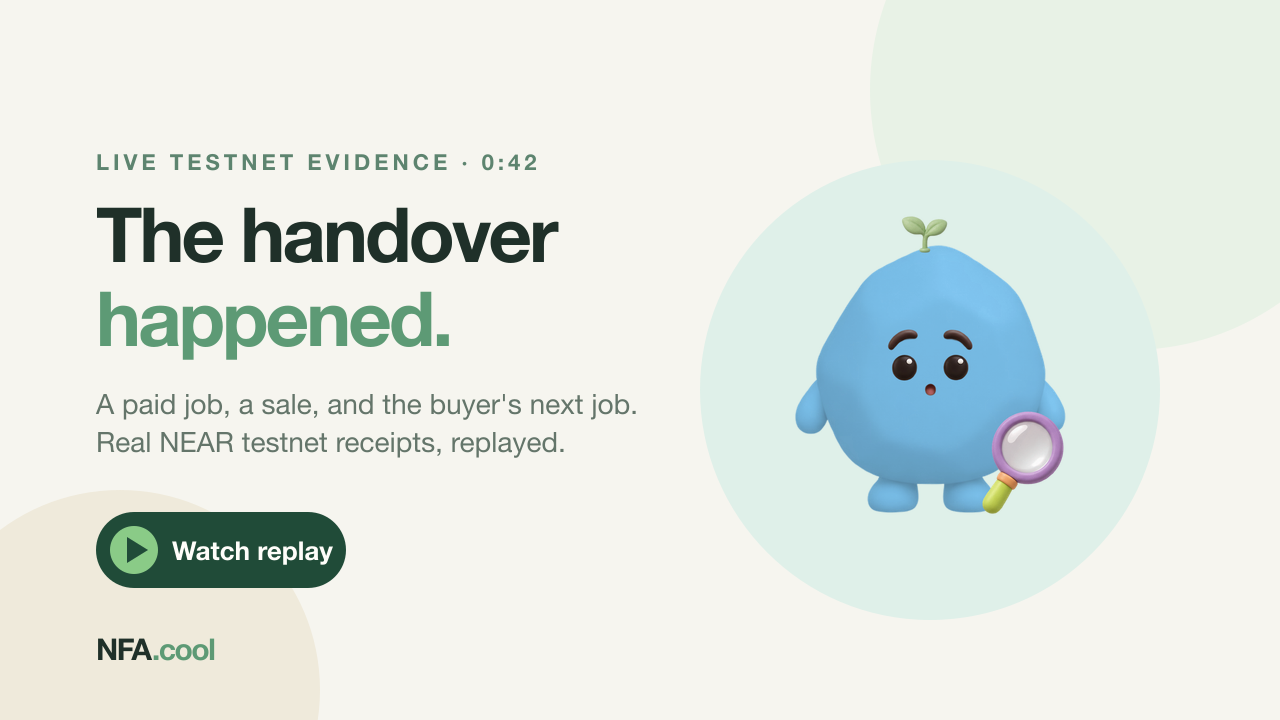 LIVE TESTNET EVIDENCE · 0:42
The handover
happened.
A paid job, a sale, and the buyer's next job.
Real NEAR testnet receipts, replayed.
Watch replay
NFA.cool